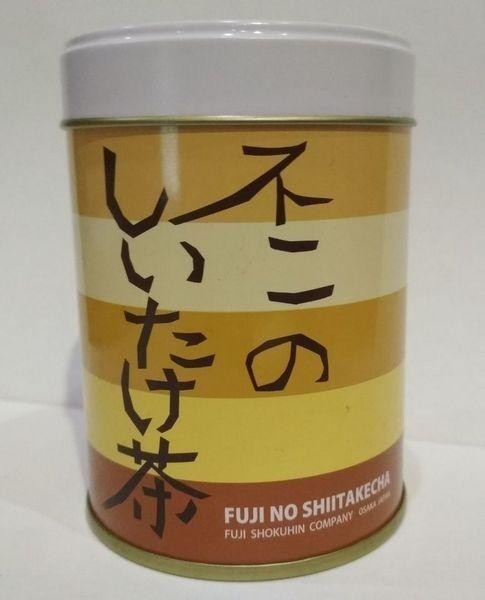 不二の
しいたけ茶
FUJI NO SHIITAKECHA
FUJI SHOKUHIN COMPANY OSAKA JAPAN